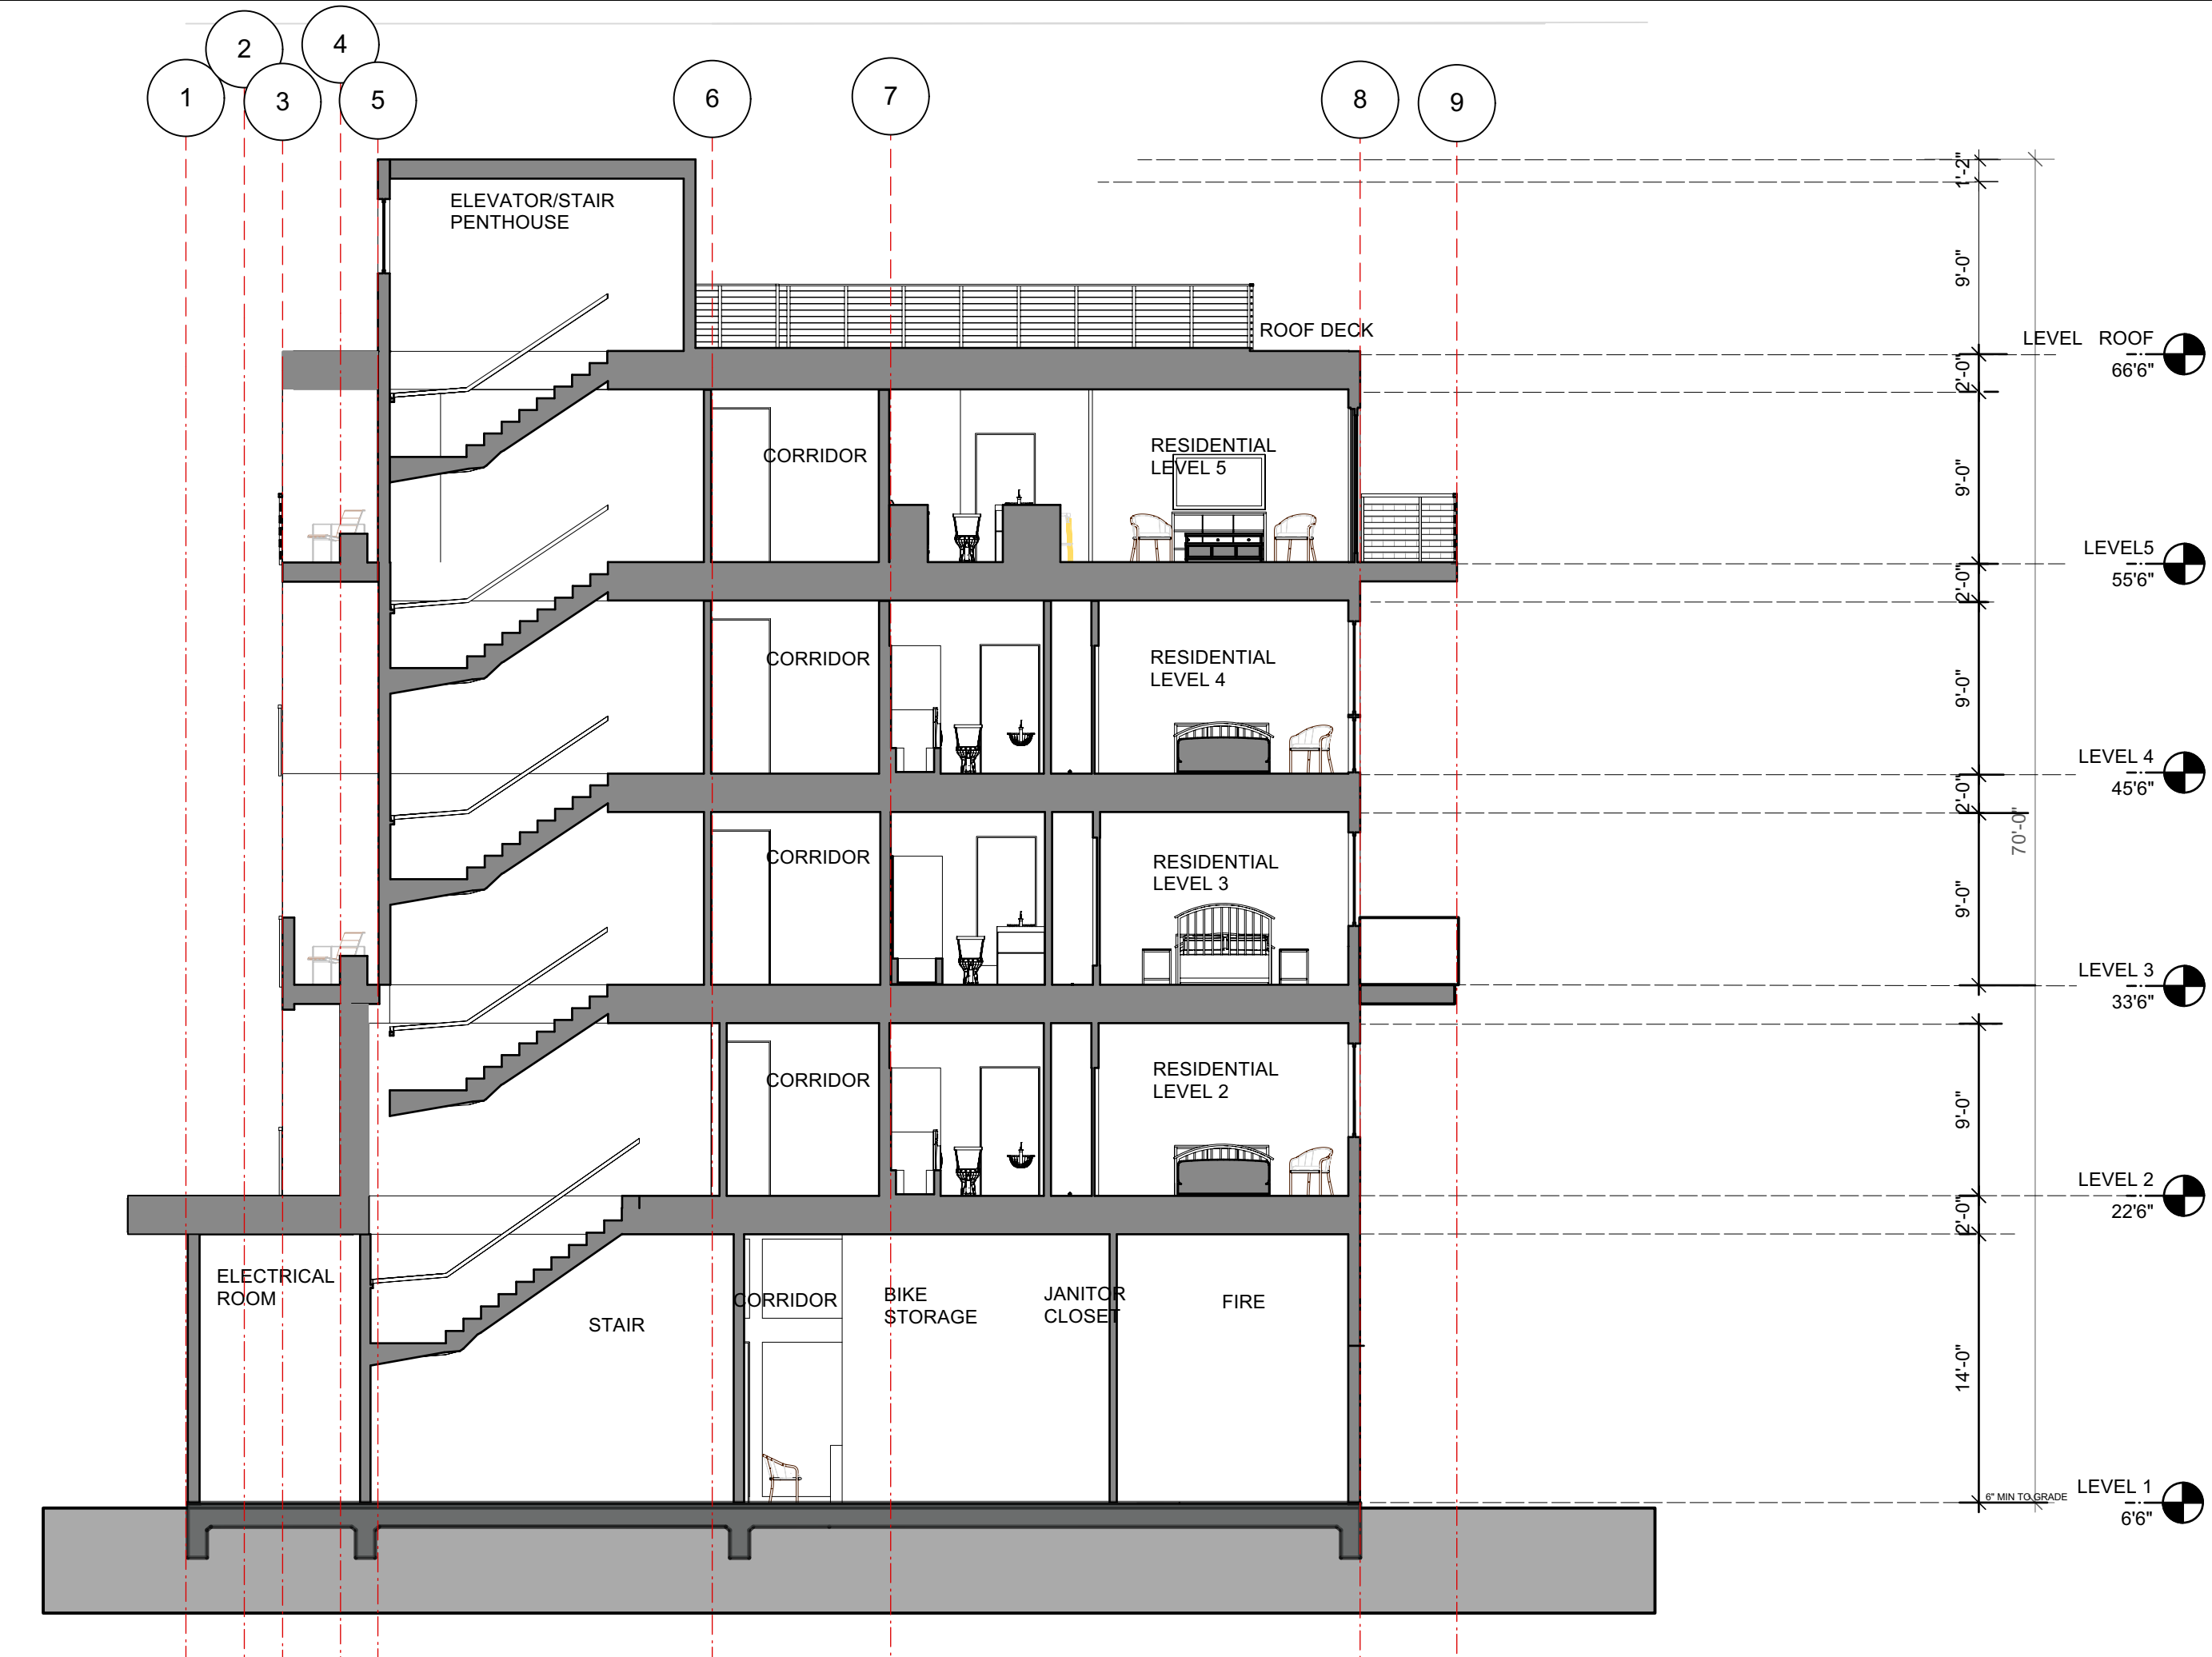 1
2
3
4
5
6
7
8
9
ELEVATOR/STAIR
PENTHOUSE
1'-2"
9'-0"
ROOF DECK
LEVEL ROOF
66'6"
2'-0"
CORRIDOR
RESIDENTIAL
LEVEL 5
9'-0"
LEVEL5
55'6"
2'-0"
CORRIDOR
RESIDENTIAL
LEVEL 4
9'-0"
LEVEL 4
45'6"
2'-0"
70'-0"
CORRIDOR
RESIDENTIAL
LEVEL 3
9'-0"
LEVEL 3
33'6"
CORRIDOR
RESIDENTIAL
LEVEL 2
9'-0"
LEVEL 2
22'6"
2'-0"
ELECTRICAL
ROOM
STAIR
CORRIDOR
BIKE
STORAGE
JANITOR
CLOSET
FIRE
14'-0"
6" MIN TO GRADE
LEVEL 1
6'6"